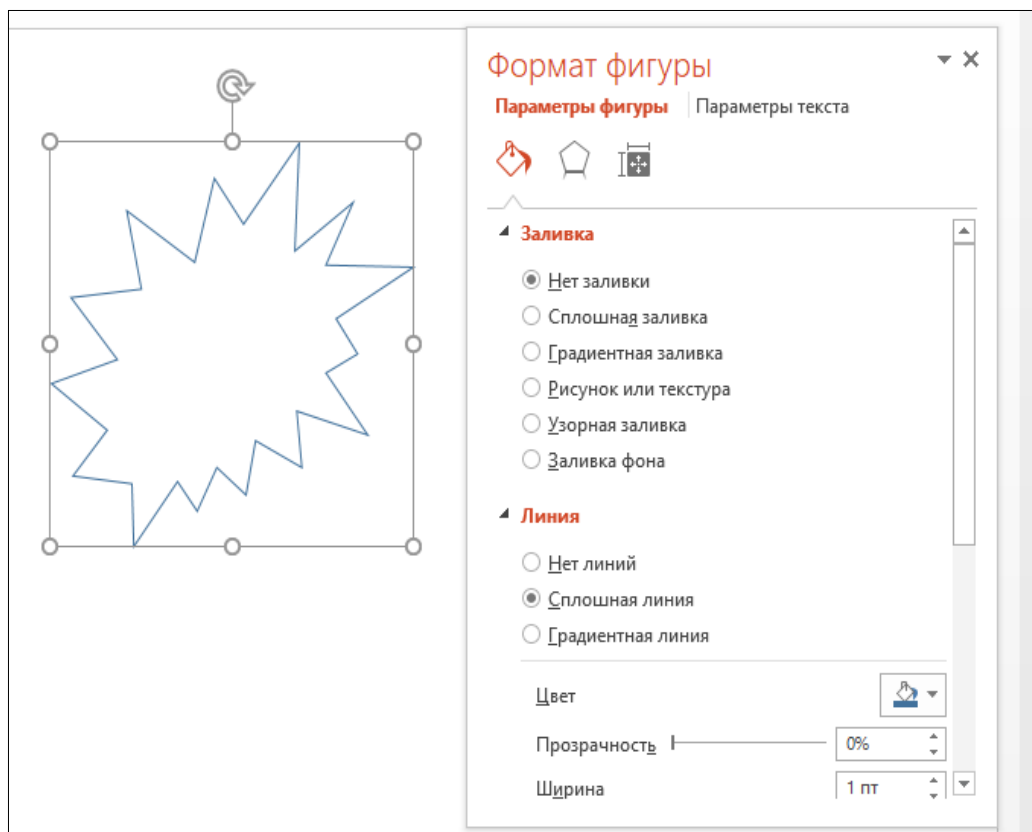 Формат фигуры
Параметры фигуры Параметры текста
Заливка
Нет заливки
Сплошная заливка
Градиентная заливка
Рисунок или текстура
Узорная заливка
Заливка фона
Линия
Нет линий
Сплошная линия
Градиентная линия
Цвет
Прозрачность 0%
Ширина 1 пт